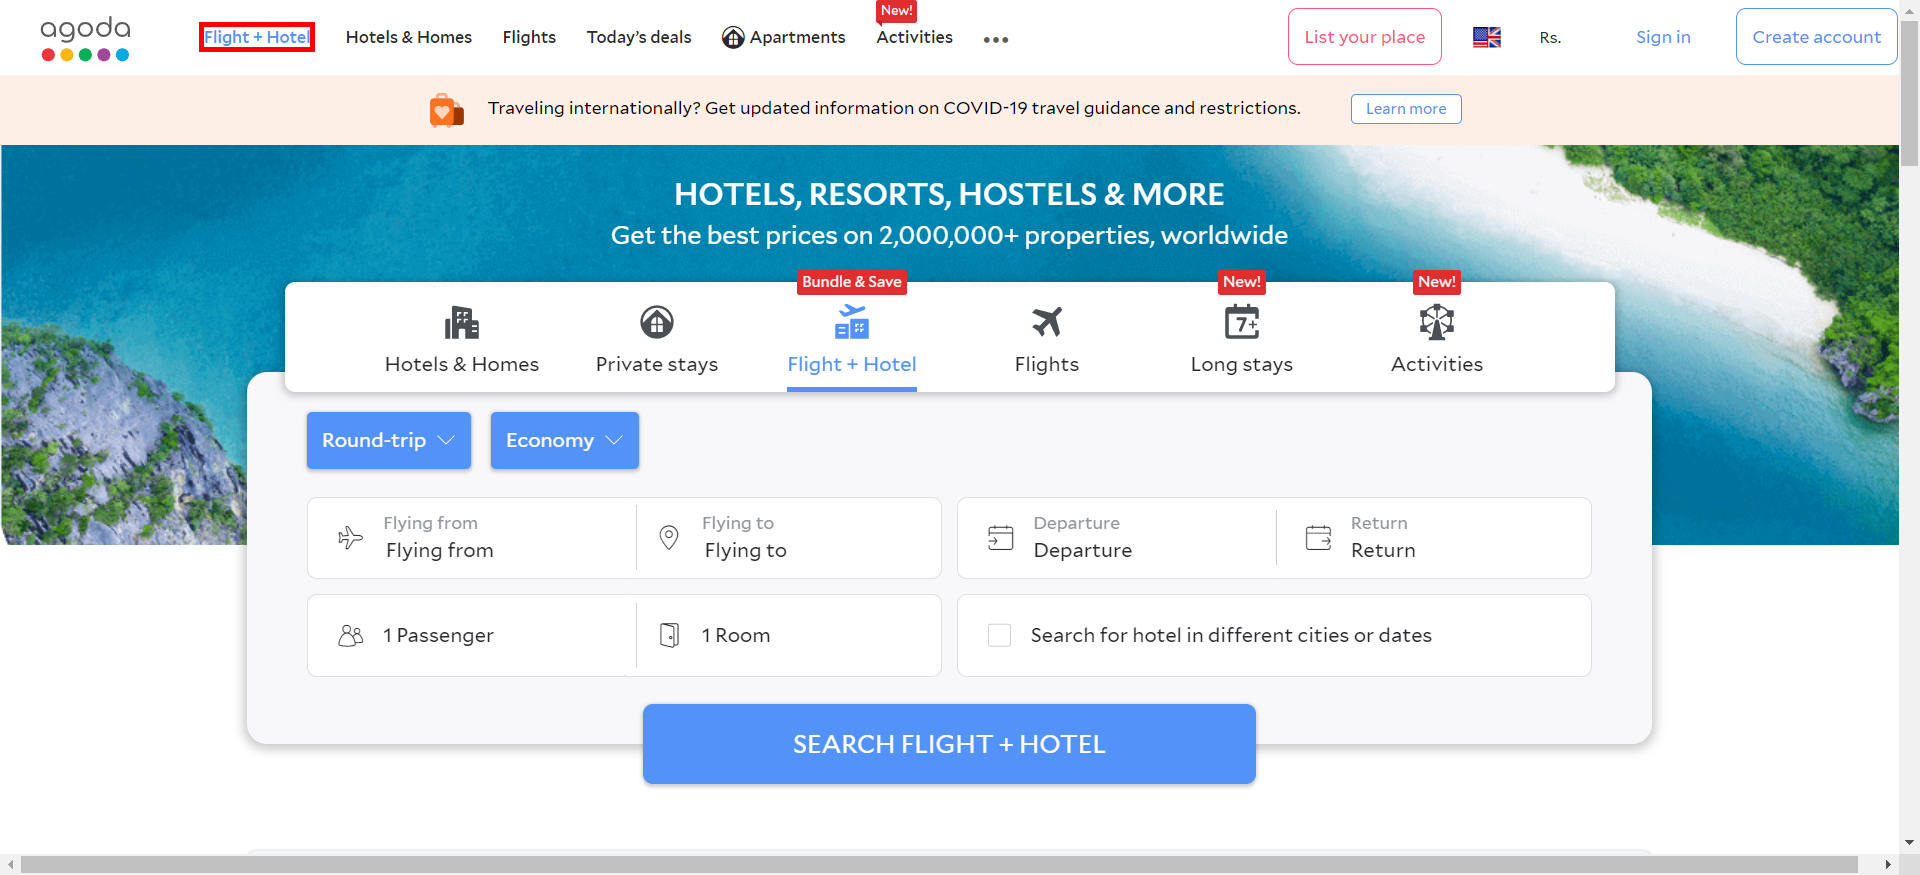 agoda
Flight + Hotel
Hotels & Homes
Flights
Today's deals
Apartments
New!
Activities
List your place
Rs.
Sign in
Create account
Traveling internationally? Get updated information on COVID-19 travel guidance and restrictions.
Learn more
HOTELS, RESORTS, HOSTELS & MORE
Get the best prices on 2,000,000+ properties, worldwide
Hotels & Homes
Private stays
Bundle & Save
Flight + Hotel
Flights
New!
7+
Long stays
New!
Activities
Round-trip
Economy
Flying from
Flying from
Flying to
Flying to
Departure
Departure
Return
Return
1 Passenger
1 Room
Search for hotel in different cities or dates
SEARCH FLIGHT + HOTEL